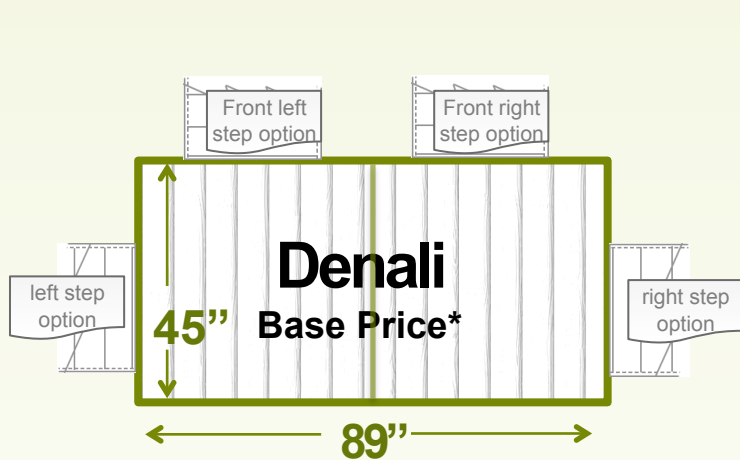 Front left
step option
Front right
step option
Denali
Base Price*
45”
left step
option
right step
option
89”